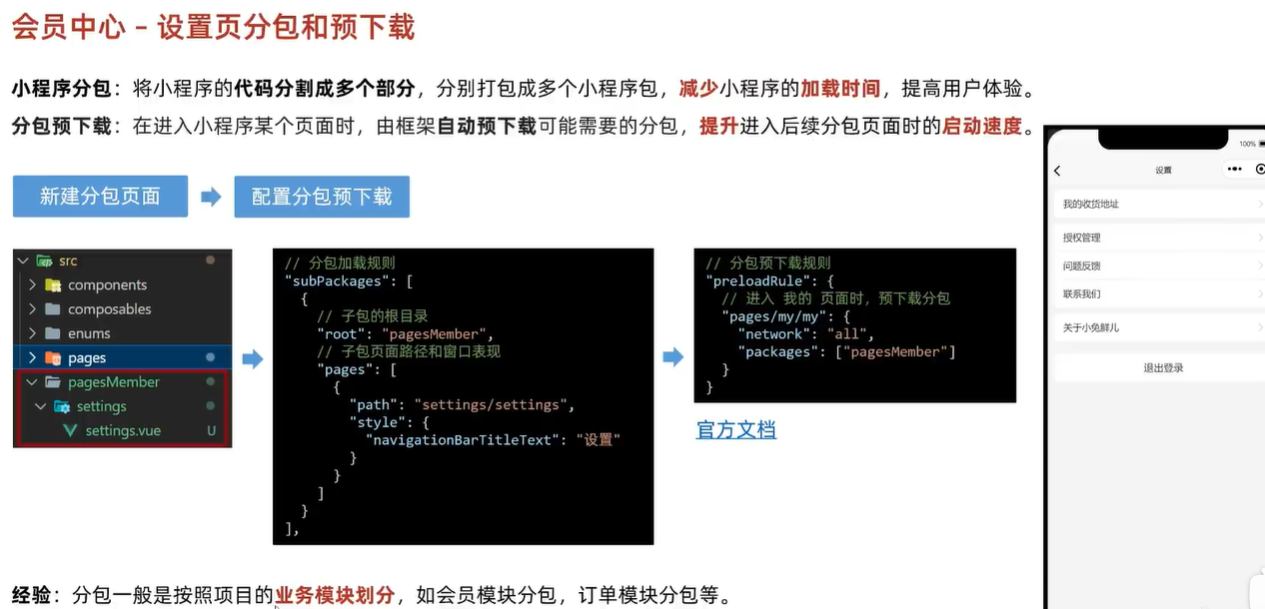 会员中心 – 设置页分包和预下载
小程序分包：将小程序的代码分割成多个部分，分别打包成多个小程序包，减少小程序的加载时间，提高用户体验。
分包预下载：在进入小程序某个页面时，由框架自动预下载可能需要的分包，提升进入后续分包页面时的启动速度。
新建分包页面
配置分包预下载
src
components
composables
enums
pages
pagesMember
settings
settings.vue U
// 分包加载规则
"subPackages": [
{
// 子包的根目录
"root": "pagesMember",
// 子包页面路径和窗口表现
"pages": [
{
"path": "settings/settings",
"style": {
"navigationBarTitleText": "设置"
}
}
]
}
],
// 分包预下载规则
"preloadRule": {
// 进入 我的 页面时，预下载分包
"pages/my/my": {
"network": "all",
"packages": ["pagesMember"]
}
}
官方文档
100%
设置
我的收货地址
授权管理
问题反馈
联系我们
关于小兔鲜儿
退出登录
经验：分包一般是按照项目的业务模块划分，如会员模块分包，订单模块分包等。